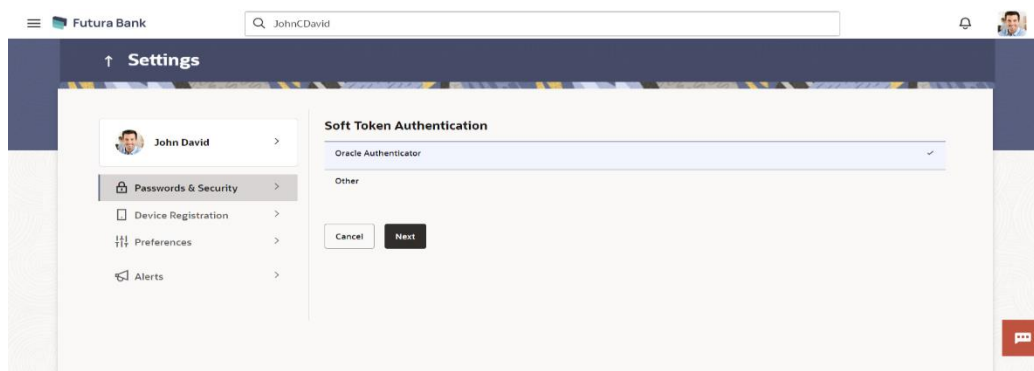 Futura Bank
JohnCDavid
↑ Settings
John David
Passwords & Security
Device Registration
Preferences
Alerts
Soft Token Authentication
Oracle Authenticator
Other
Cancel
Next